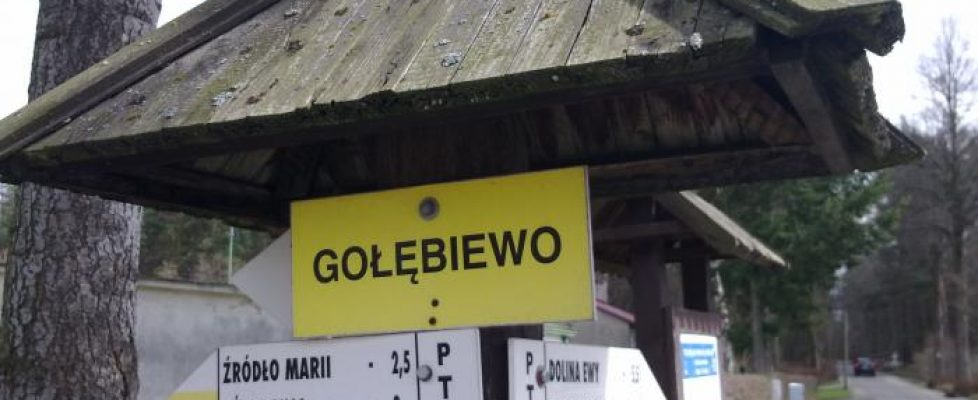 GOŁĘBIEWO
ŹRÓDŁO MARII - 2,5
P
T
DOLINA EWY
P
T